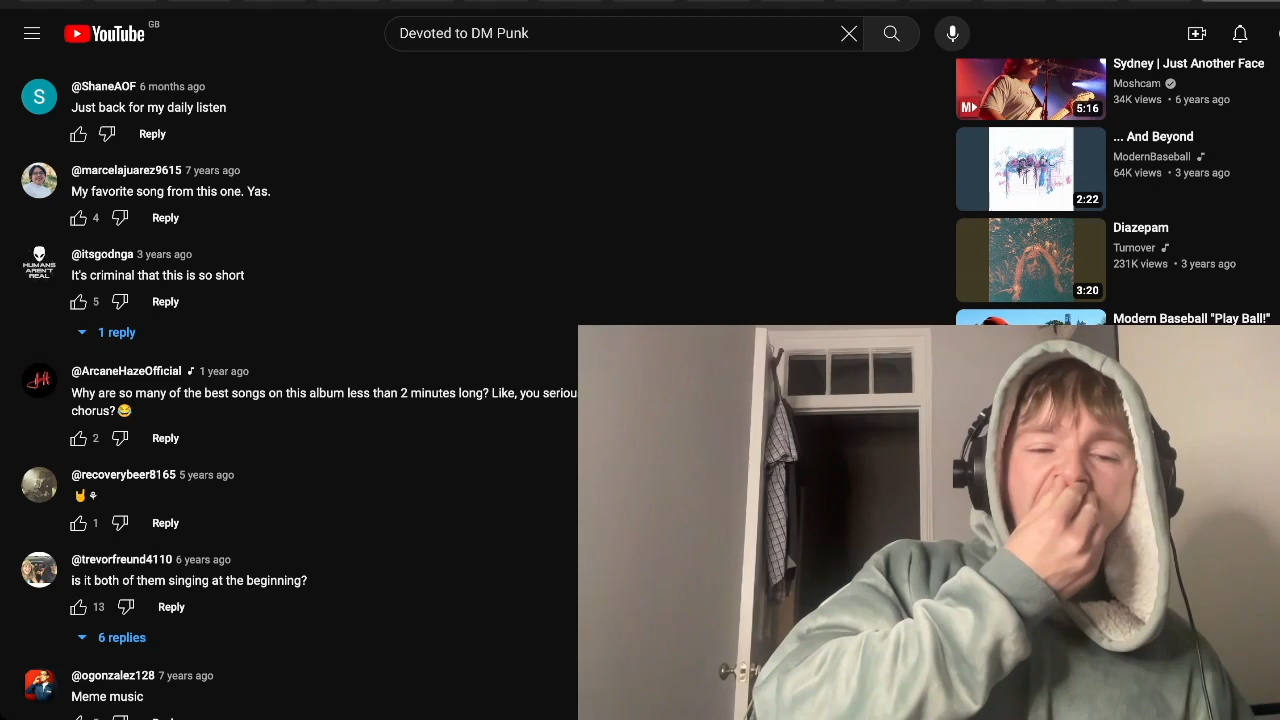 YouTube
GB
Devoted to DM Punk
@ShaneAOF 6 months ago
S
Just back for my daily listen
Reply
@marcelajuarez9615 7 years ago
My favorite song from this one. Yas.
4 Reply
@itsgodnga 3 years ago
HUMANS
AREN'T
REAL
It's criminal that this is so short
5 Reply
1 reply
@ArcaneHazeOfficial 1 year ago
Why are so many of the best songs on this album less than 2 minutes long? Like, you seriou
chorus?😂
2 Reply
@recoverybeer8165 5 years ago
🤘⚘
1 Reply
@trevorfreund4110 6 years ago
is it both of them singing at the beginning?
13 Reply
6 replies
@ogonzalez128 7 years ago
Meme music
Sydney | Just Another Face
Moshcam
34K views • 6 years ago
M
5:16
... And Beyond
ModernBaseball
64K views • 3 years ago
2:22
Diazepam
Turnover
231K views • 3 years ago
3:20
Modern Baseball "Play Ball!"